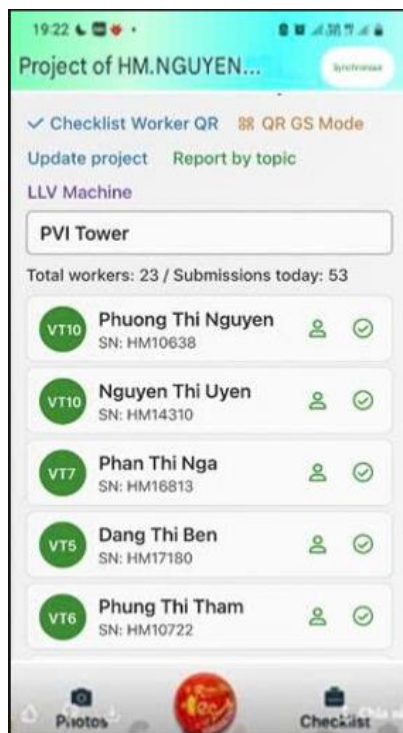 19:22
Project of HM.NGUYEN...
Synchronous
✓ Checklist Worker QR QR GS Mode
Update project Report by topic
LLV Machine
PVI Tower
Total workers: 23 / Submissions today: 53
VT10 Phuong Thi Nguyen
SN: HM10638
VT10 Nguyen Thi Uyen
SN: HM14310
VT7 Phan Thi Nga
SN: HM16813
VT5 Dang Thi Ben
SN: HM17180
VT6 Phung Thi Tham
SN: HM10722
Photos Checklist